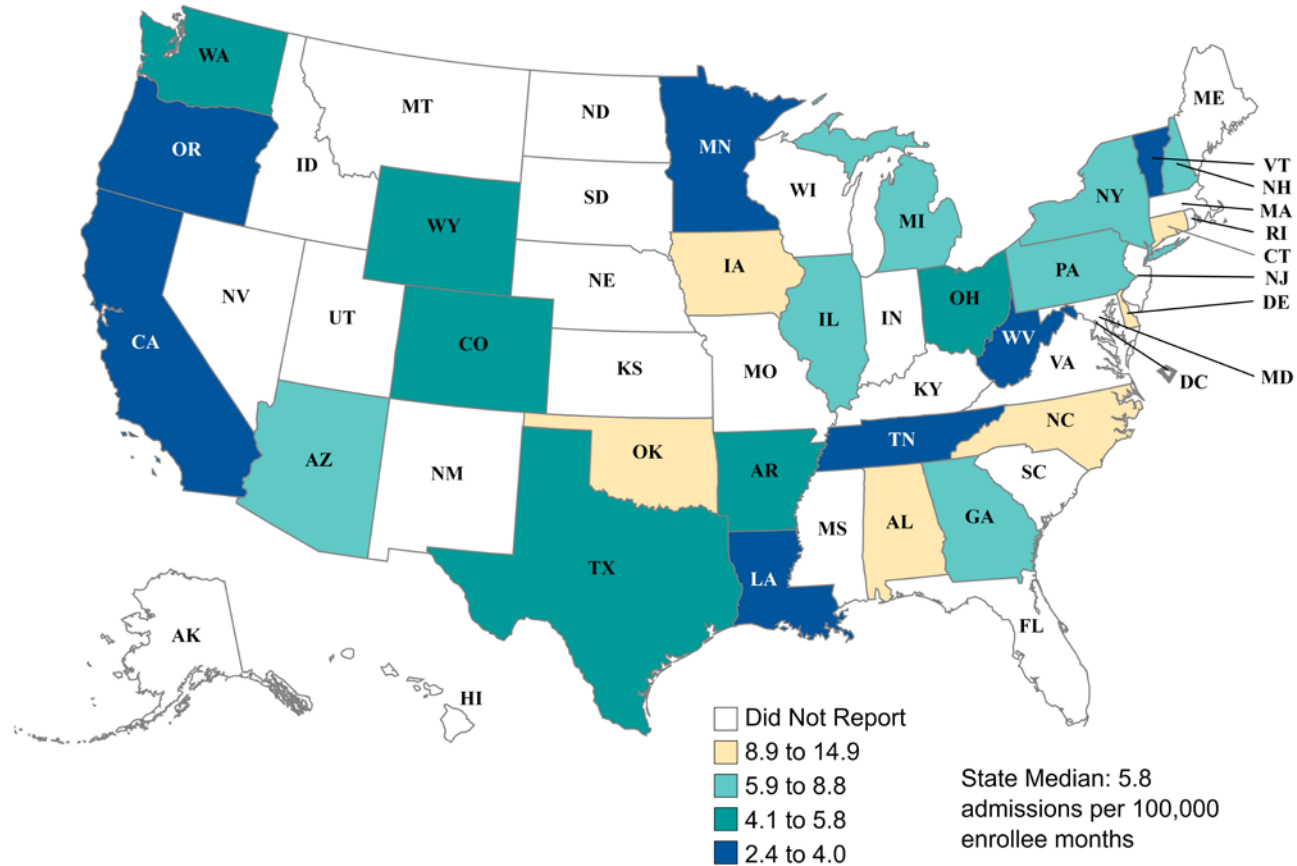 WA
MT
ND
MN
ME
OR
ID
SD
WI
MI
NY
VT
NH
MA
RI
CT
NJ
DE
MD
DC
WY
NE
IA
PA
NV
UT
CO
KS
MO
IL
IN
OH
WV
VA
KY
CA
AZ
NM
OK
AR
TN
NC
SC
TX
LA
MS
AL
GA
FL
AK
HI
Did Not Report
8.9 to 14.9
5.9 to 8.8
4.1 to 5.8
2.4 to 4.0
State Median: 5.8
admissions per 100,000
enrollee months